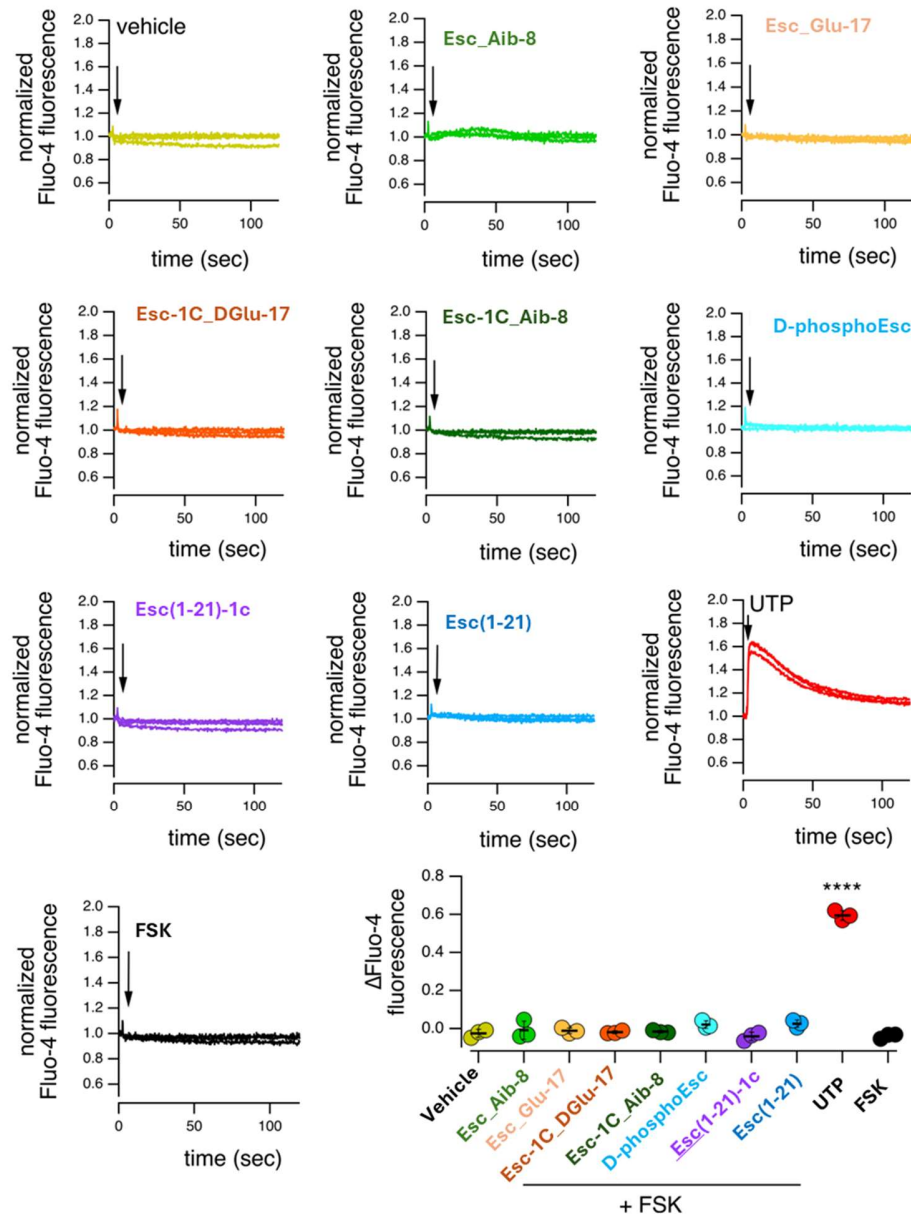 vehicle
normalized
Fluo-4 fluorescence
2.0
1.8
1.6
1.4
1.2
1.0
0.8
0.6
0
50
100
time (sec)
Esc_Aib-8
normalized
Fluo-4 fluorescence
2.0
1.8
1.6
1.4
1.2
1.0
0.8
0.6
0
50
100
time (sec)
Esc_Glu-17
normalized
Fluo-4 fluorescence
2.0
1.8
1.6
1.4
1.2
1.0
0.8
0.6
0
50
100
time (sec)
Esc-1C_DGlu-17
normalized
Fluo-4 fluorescence
2.0
1.8
1.6
1.4
1.2
1.0
0.8
0.6
0
50
100
time (sec)
Esc-1C_Aib-8
normalized
Fluo-4 fluorescence
2.0
1.8
1.6
1.4
1.2
1.0
0.8
0.6
0
50
100
time (sec)
D-phosphoEsc
normalized
Fluo-4 fluorescence
2.0
1.8
1.6
1.4
1.2
1.0
0.8
0.6
0
50
100
time (sec)
Esc(1-21)-1c
normalized
Fluo-4 fluorescence
2.0
1.8
1.6
1.4
1.2
1.0
0.8
0.6
0
50
100
time (sec)
Esc(1-21)
normalized
Fluo-4 fluorescence
2.0
1.8
1.6
1.4
1.2
1.0
0.8
0.6
0
50
100
time (sec)
UTP
normalized
Fluo-4 fluorescence
2.0
1.8
1.6
1.4
1.2
1.0
0.8
0.6
0
50
100
time (sec)
FSK
normalized
Fluo-4 fluorescence
2.0
1.8
1.6
1.4
1.2
1.0
0.8
0.6
0
50
100
time (sec)
ΔFluo-4
fluorescence
0.8
0.6
0.4
0.2
0.0
****
Vehicle
Esc_Aib-8
Esc_Glu-17
Esc-1C_DGlu-17
Esc-1C_Aib-8
D-phosphoEsc
Esc(1-21)-1c
Esc(1-21)
UTP
FSK
+ FSK